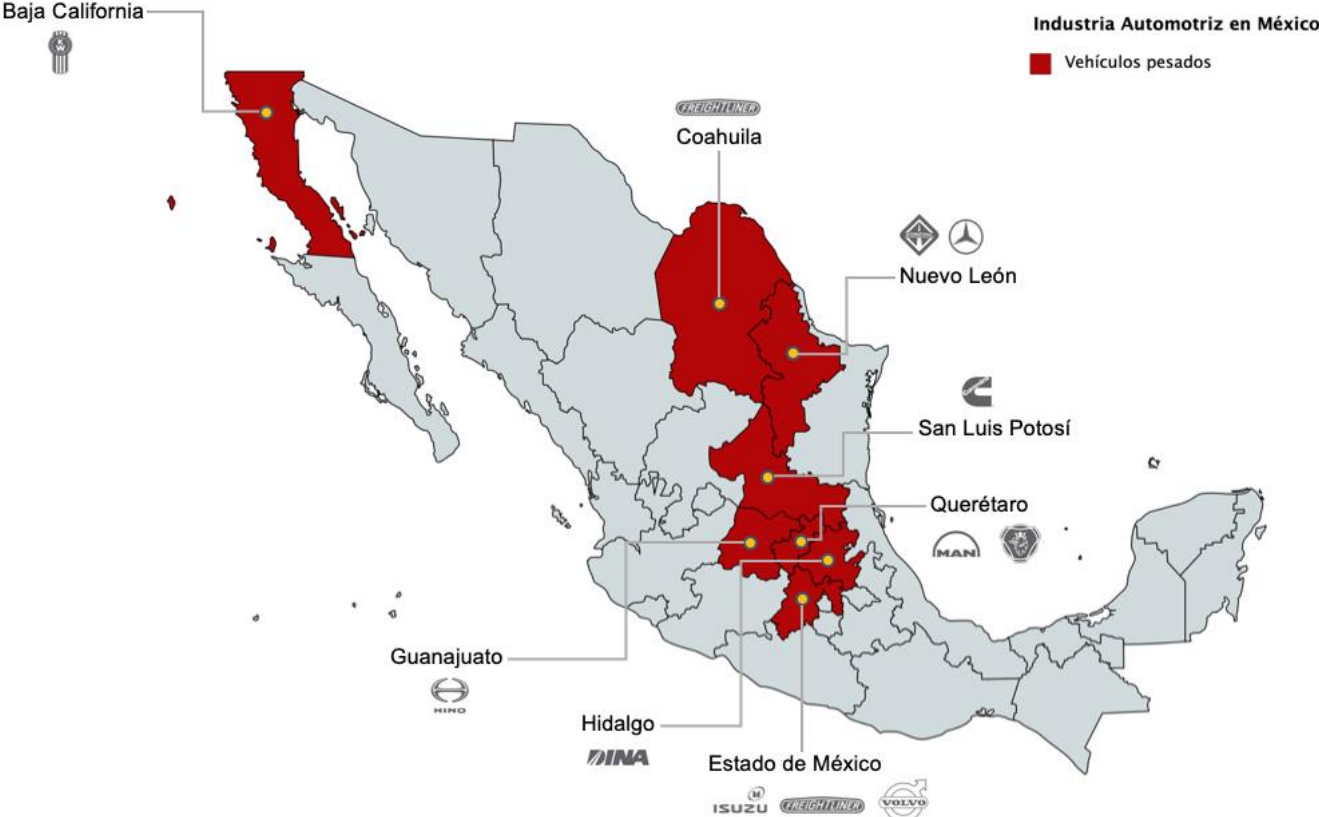 Baja California
Industria Automotriz en México
Vehículos pesados
FREIGHTLINER
Coahuila
Nuevo León
San Luis Potosí
Querétaro
MAN
Guanajuato
HINO
Hidalgo
DINA
Estado de México
ISUZU FREIGHTLINER VOLVO